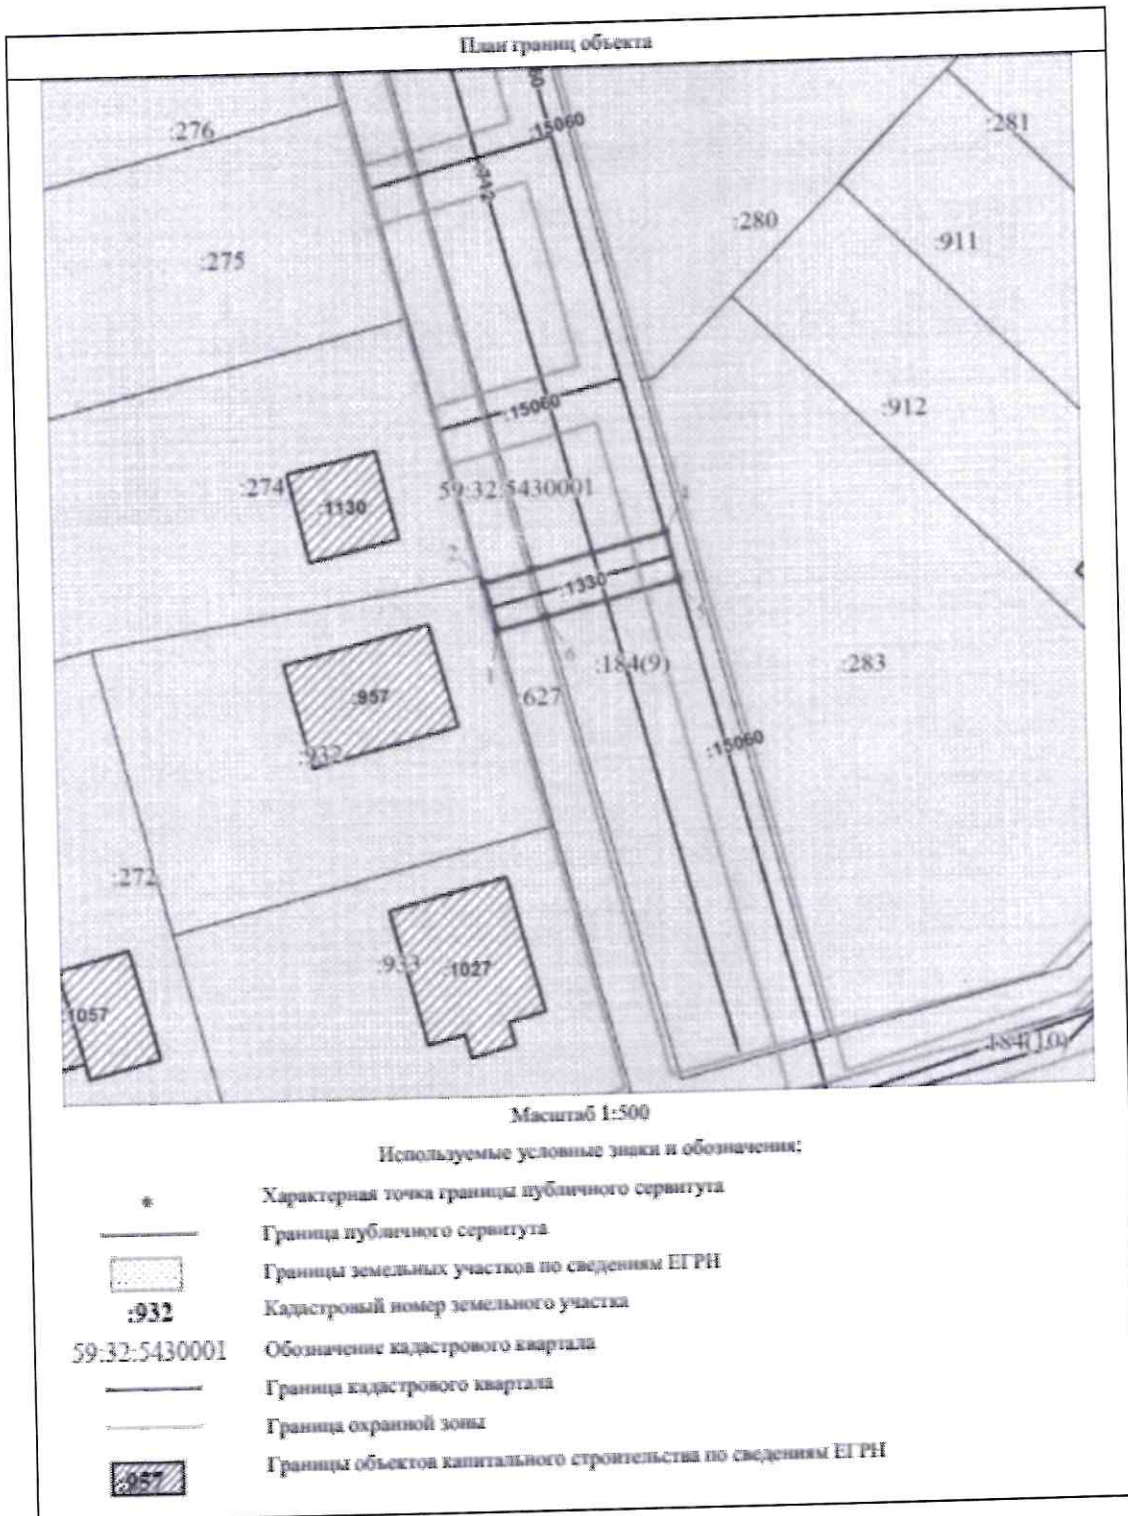 План границ объекта
:276
:15060
:281
:712
:280
:911
:275
:15060
:912
:274
:1130
59:32:5430001
2
:1330
6
:184(9)
:283
1
:627
:957
:932
:15060
:272
:933
:1027
:1057
:184(10)
Масштаб 1:500
Используемые условные знаки и обозначения:
Характерная точка границы публичного сервитута
Граница публичного сервитута
Границы земельных участков по сведениям ЕГРН
:932 Кадастровый номер земельного участка
59:32:5430001 Обозначение кадастрового квартала
Граница кадастрового квартала
Граница охранной зоны
:957 Границы объектов капитального строительства по сведениям ЕГРН